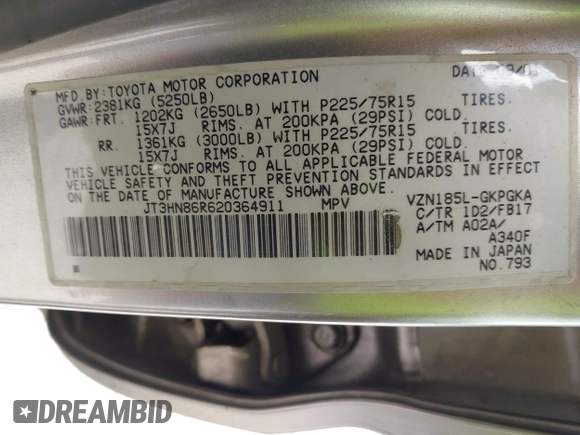 MFD.BY:TOYOTA MOTOR CORPORATION DATE:
GVWR:2381KG (5250LB)
GAWR:FRT. 1202KG (2650LB) WITH P225/75R15 TIRES.
15X7J RIMS. AT 200KPA (29PSI) COLD.
RR. 1361KG (3000LB) WITH P225/75R15 TIRES.
15X7J RIMS. AT 200KPA (29PSI) COLD.
THIS VEHICLE CONFORMS TO ALL APPLICABLE FEDERAL MOTOR
VEHICLE SAFETY AND THEFT PREVENTION STANDARDS IN EFFECT
ON THE DATE OF MANUFACTURE SHOWN ABOVE.
JT3HN86R620364911 MPV
VZN185L-GKPGKA
C/TR 1D2/FB17
A/TM A02A/
A340F
MADE IN JAPAN
NO.793
DREAMBID